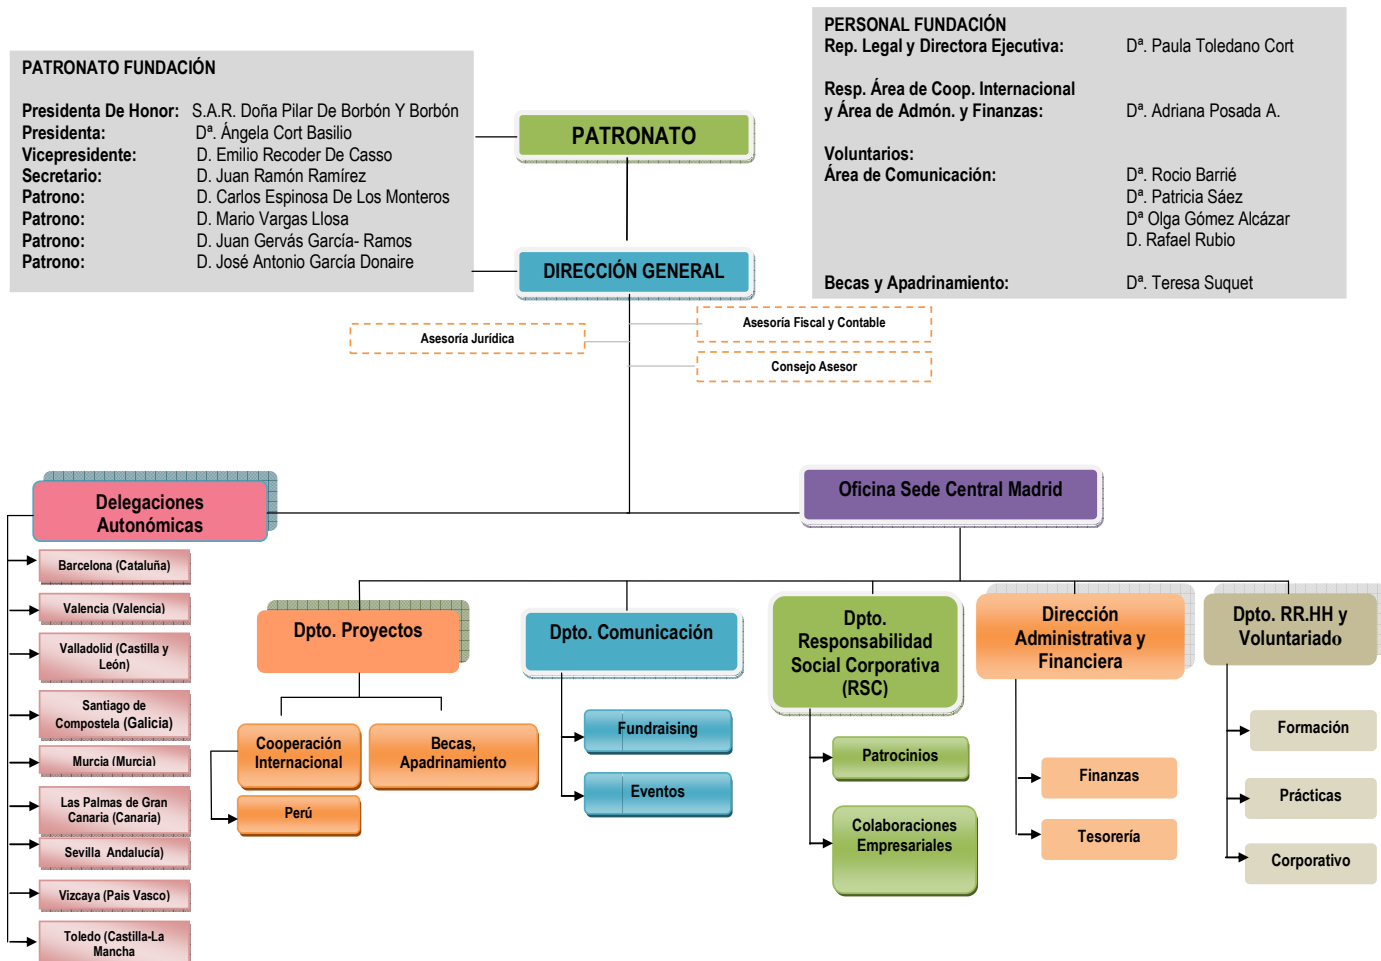 PATRONATO FUNDACIÓN
Presidenta De Honor: S.A.R. Doña Pilar De Borbón Y Borbón
Presidenta: Dª. Ángela Cort Basilio
Vicepresidente: D. Emilio Recoder De Casso
Secretario: D. Juan Ramón Ramírez
Patrono: D. Carlos Espinosa De Los Monteros
Patrono: D. Mario Vargas Llosa
Patrono: D. Juan Gervás García- Ramos
Patrono: D. José Antonio García Donaire
PATRONATO
DIRECCIÓN GENERAL
PERSONAL FUNDACIÓN
Rep. Legal y Directora Ejecutiva: Dª. Paula Toledano Cort
Resp. Área de Coop. Internacional
y Área de Admón. y Finanzas: Dª. Adriana Posada A.
Voluntarios:
Área de Comunicación: Dª. Rocio Barrié
Dª. Patricia Sáez
Dª Olga Gómez Alcázar
D. Rafael Rubio
Becas y Apadrinamiento: Dª. Teresa Suquet
Asesoría Fiscal y Contable
Asesoría Jurídica
Consejo Asesor
Delegaciones
Autonómicas
Oficina Sede Central Madrid
Barcelona (Cataluña)
Valencia (Valencia)
Valladolid (Castilla y
León)
Santiago de
Compostela (Galicia)
Murcia (Murcia)
Las Palmas de Gran
Canaria (Canaria)
Sevilla Andalucía)
Vizcaya (Pais Vasco)
Toledo (Castilla-La
Mancha
Dpto. Proyectos
Cooperación
Internacional
Becas,
Apadrinamiento
Perú
Dpto. Comunicación
Fundraising
Eventos
Dpto.
Responsabilidad
Social Corporativa
(RSC)
Patrocinios
Colaboraciones
Empresariales
Dirección
Administrativa y
Financiera
Finanzas
Tesorería
Dpto. RR.HH y
Voluntariado
Formación
Prácticas
Corporativo